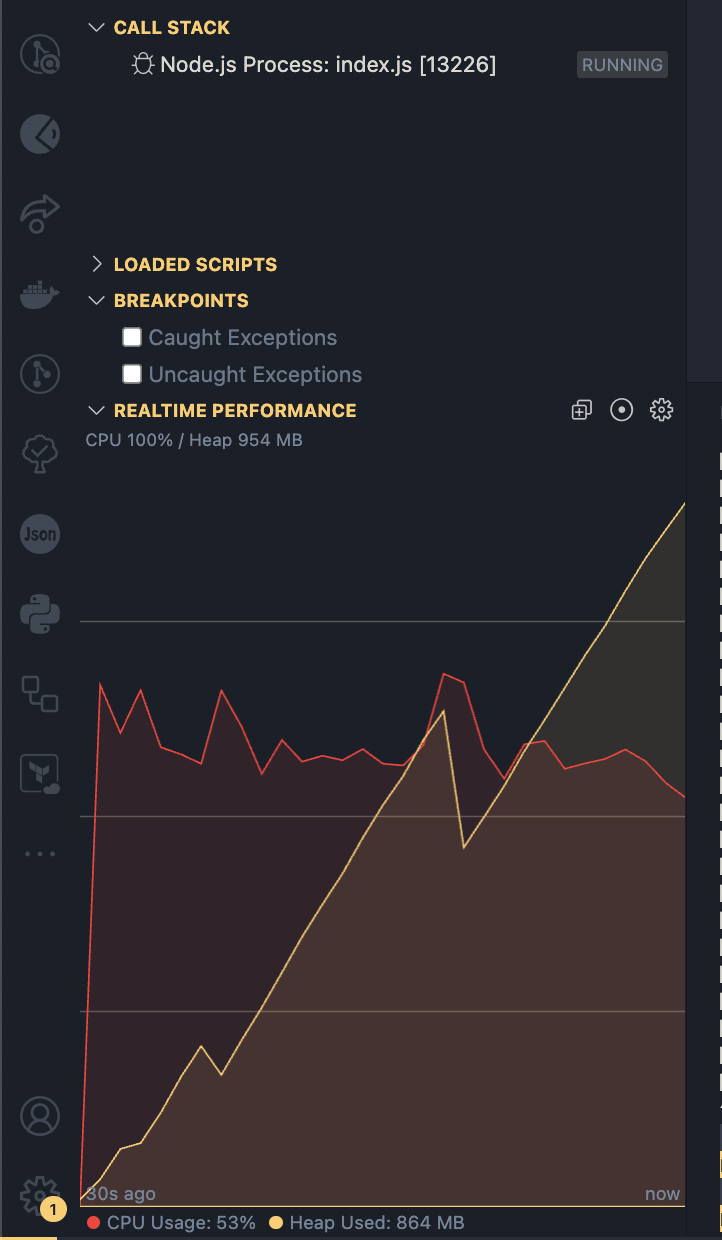 CALL STACK
Node.js Process: index.js [13226] RUNNING
LOADED SCRIPTS
BREAKPOINTS
Caught Exceptions
Uncaught Exceptions
REALTIME PERFORMANCE
CPU 100% / Heap 954 MB
Json
30s ago now
1
CPU Usage: 53% Heap Used: 864 MB